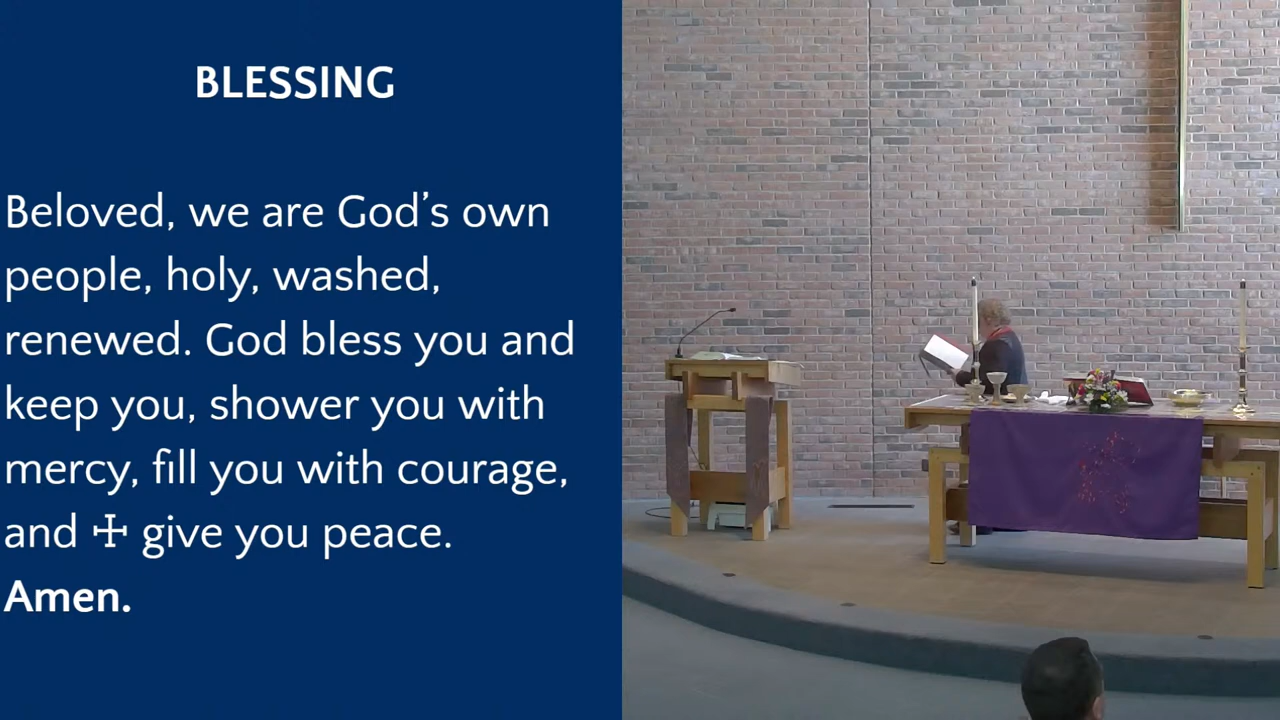 BLESSING
Beloved, we are God’s own
people, holy, washed,
renewed. God bless you and
keep you, shower you with
mercy, fill you with courage,
and ☩ give you peace.
Amen.